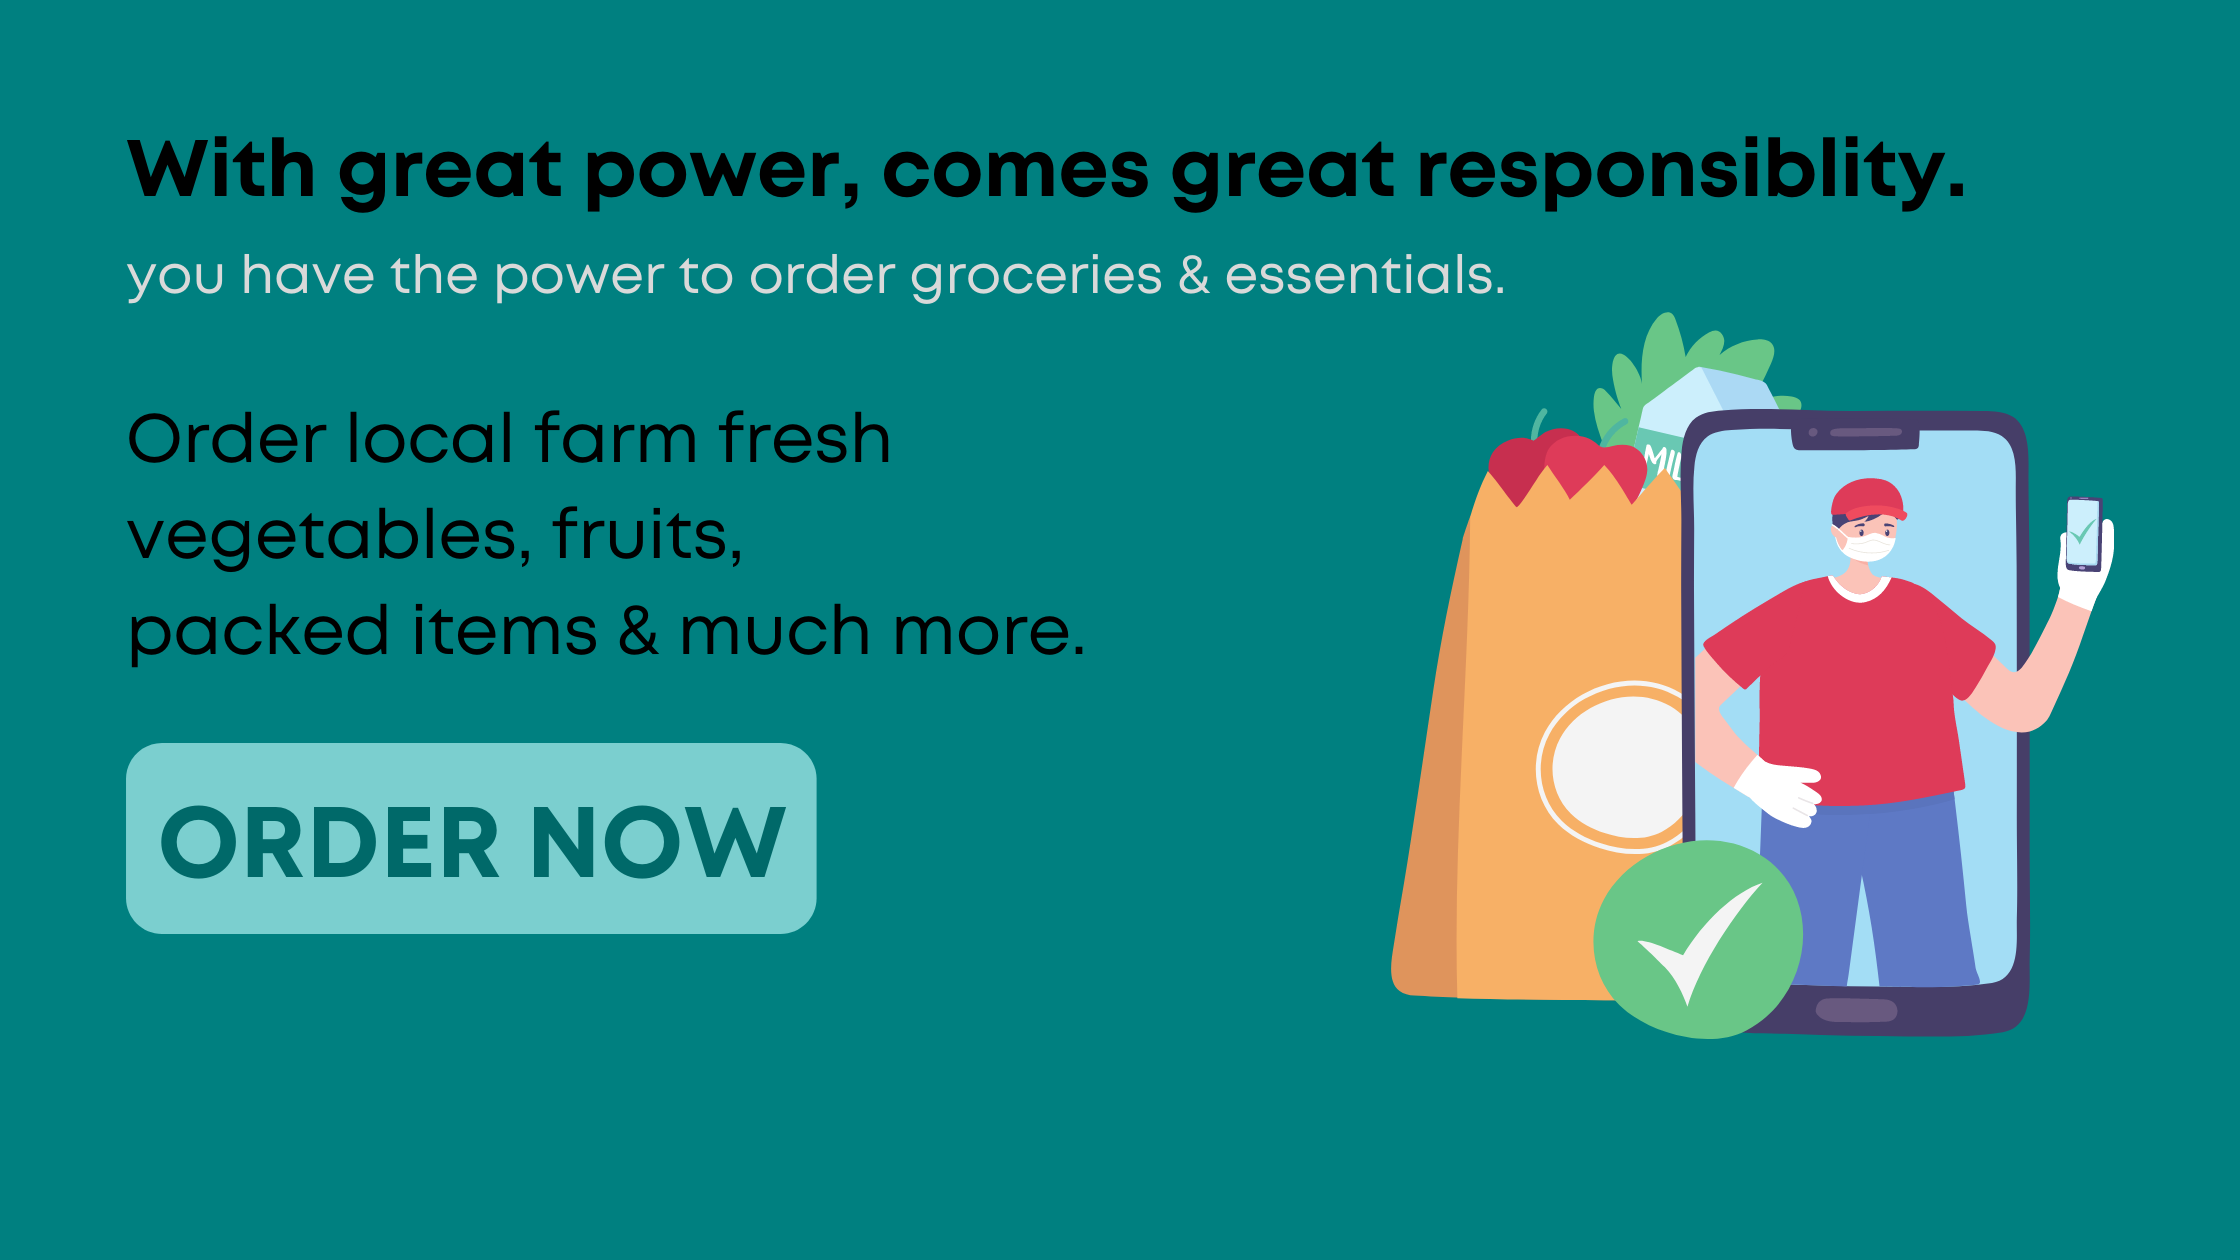 With great power, comes great responsiblity.
you have the power to order groceries & essentials.
Order local farm fresh
vegetables, fruits,
packed items & much more.
ORDER NOW